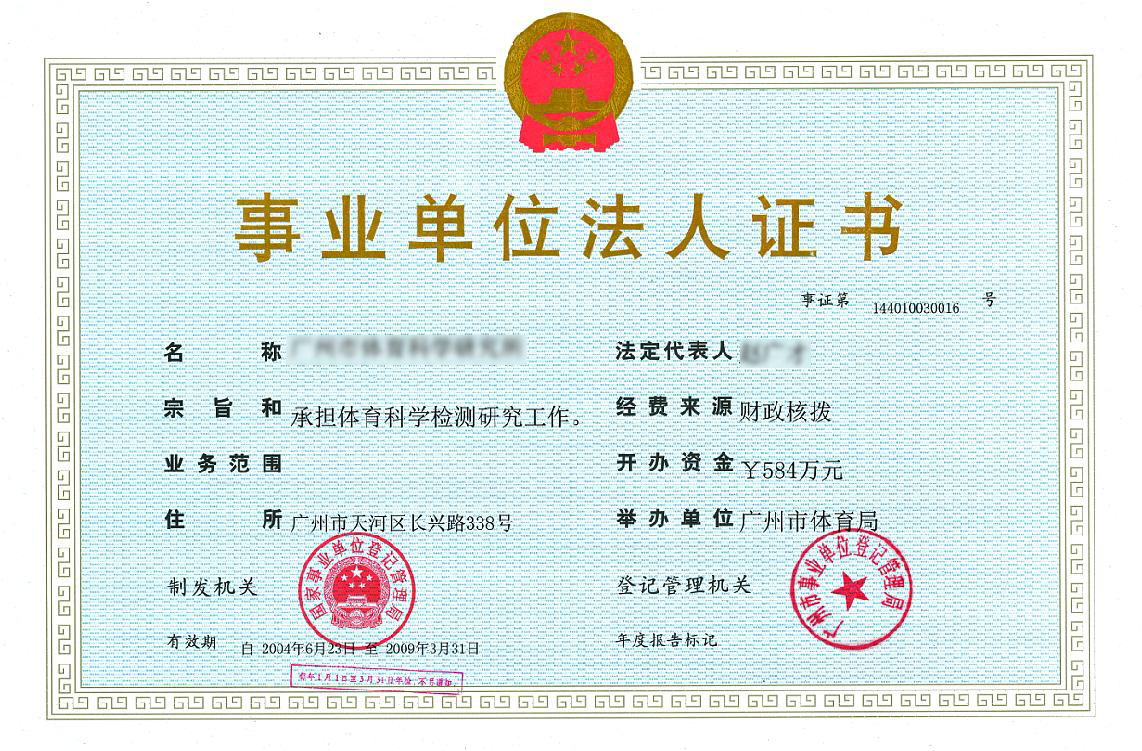 事业单位法人证书
事证第 144010030016 号
名称
法定代表人
宗旨和 承担体育科学检测研究工作。
经费来源 财政核拨
业务范围
开办资金 ￥584万元
住所 广州市天河区长兴路338号
举办单位 广州市体育局
制发机关
国家事业单位登记管理局
登记管理机关
广州市事业单位登记管理局
有效期 自 2004年6月23日 至 2009年3月31日
年度报告标记